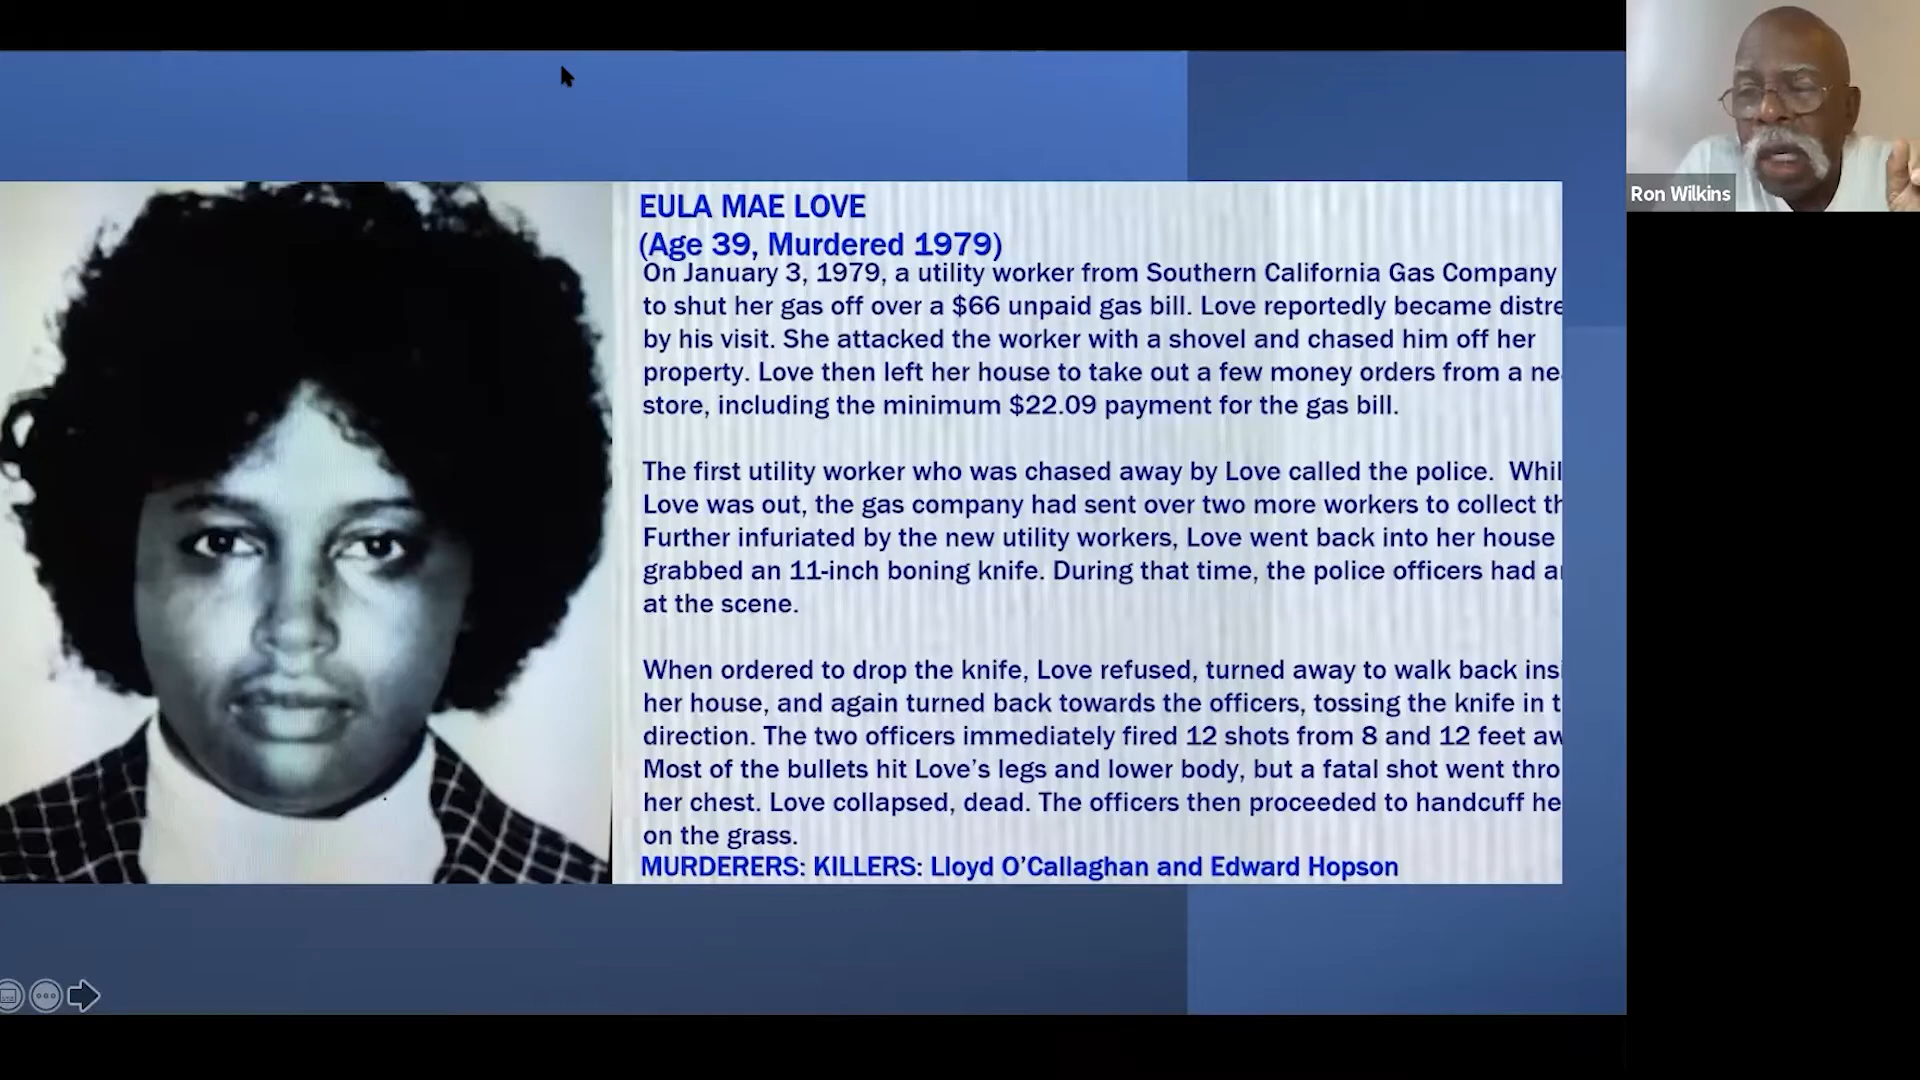 EULA MAE LOVE
(Age 39, Murdered 1979)
On January 3, 1979, a utility worker from Southern California Gas Company
to shut her gas off over a $66 unpaid gas bill. Love reportedly became distre
by his visit. She attacked the worker with a shovel and chased him off her
property. Love then left her house to take out a few money orders from a ne
store, including the minimum $22.09 payment for the gas bill.
The first utility worker who was chased away by Love called the police. Whil
Love was out, the gas company had sent over two more workers to collect th
Further infuriated by the new utility workers, Love went back into her house
grabbed an 11-inch boning knife. During that time, the police officers had ar
at the scene.
When ordered to drop the knife, Love refused, turned away to walk back insi
her house, and again turned back towards the officers, tossing the knife in t
direction. The two officers immediately fired 12 shots from 8 and 12 feet aw
Most of the bullets hit Love's legs and lower body, but a fatal shot went thro
her chest. Love collapsed, dead. The officers then proceeded to handcuff he
on the grass.
MURDERERS: KILLERS: Lloyd O'Callaghan and Edward Hopson
Ron Wilkins